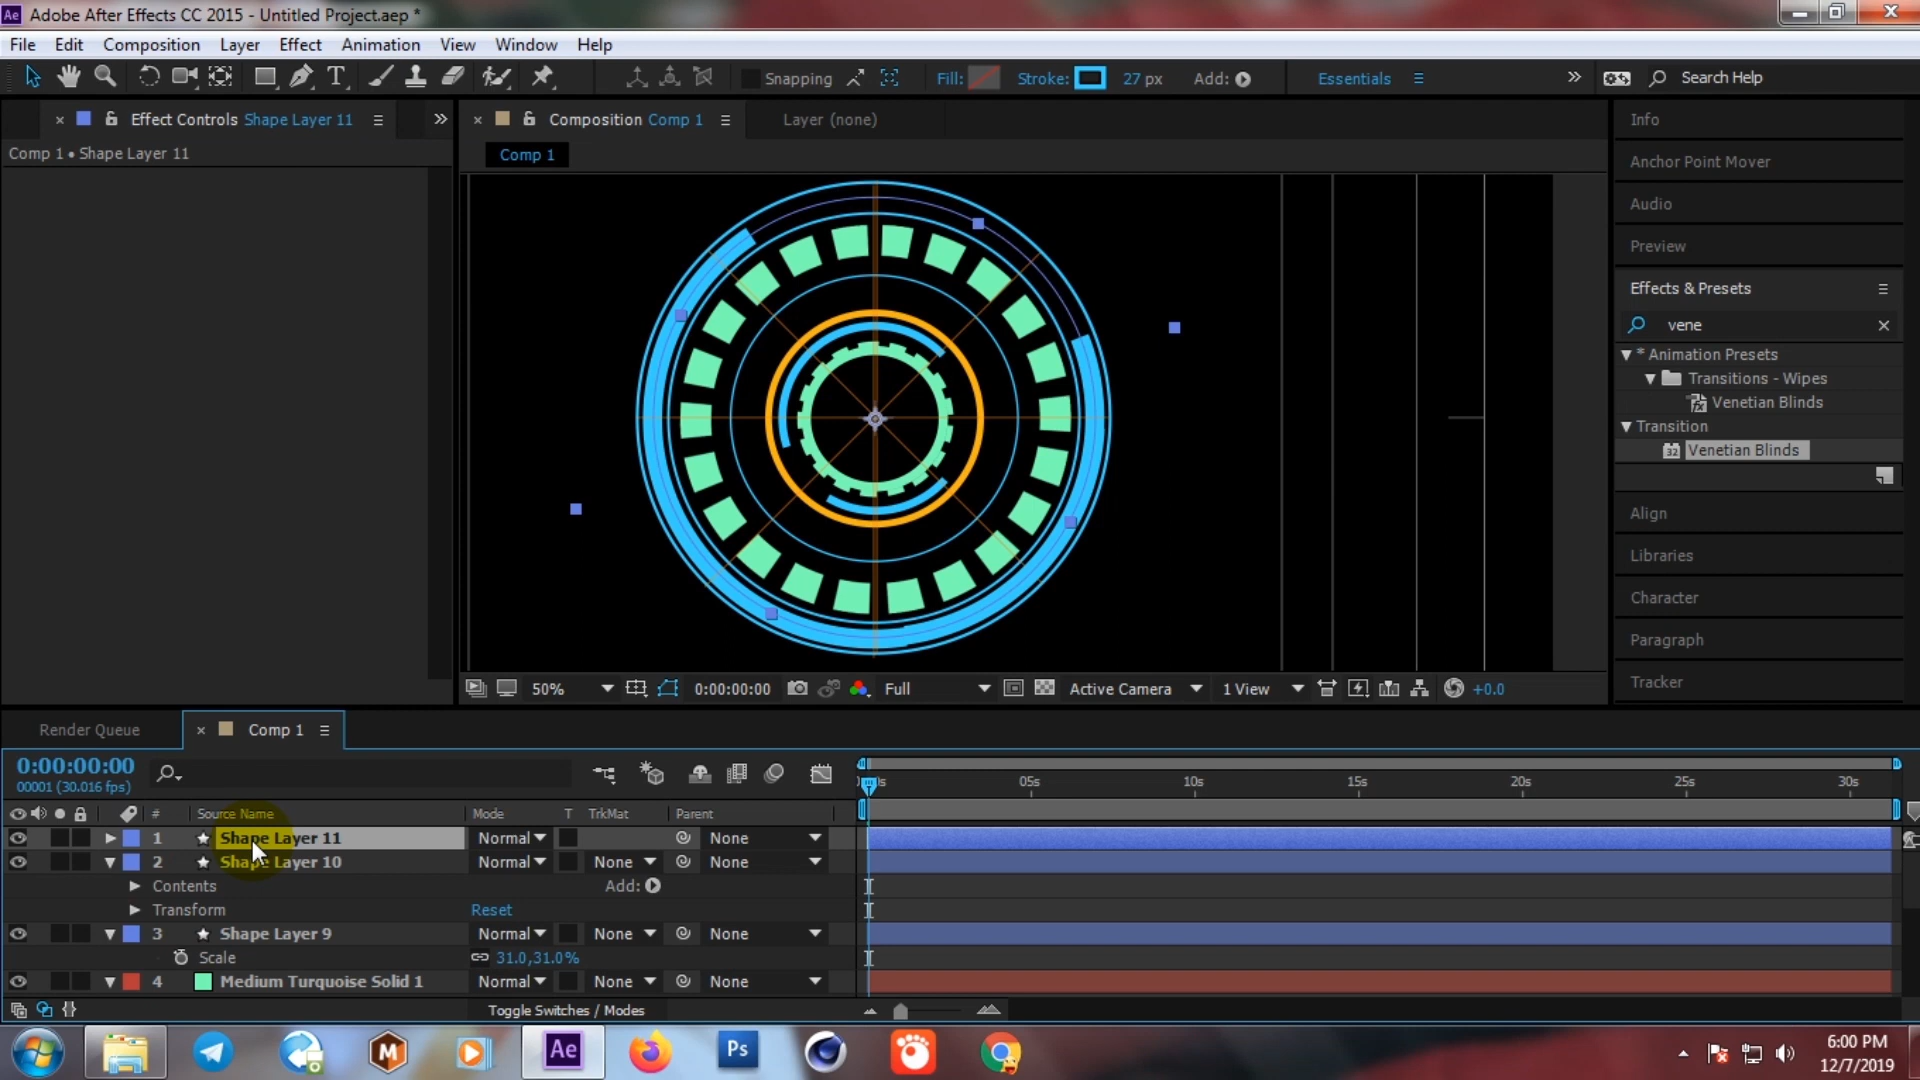 Adobe After Effects CC 2015 - Untitled Project.aep *
File Edit Composition Layer Effect Animation View Window Help
Snapping Fill: Stroke: 27 px Add: Essentials Search Help
Effect Controls Shape Layer 11
Comp 1 • Shape Layer 11
Composition Comp 1 Layer (none)
Comp 1
Info
Anchor Point Mover
Audio
Preview
Effects & Presets
vene
* Animation Presets
Transitions - Wipes
Venetian Blinds
Transition
32 Venetian Blinds
Align
Libraries
Character
Paragraph
Tracker
50% 0:00:00:00 Full Active Camera 1 View +0.0
Render Queue Comp 1
0:00:00:00
00001 (30.016 fps)
05s 10s 15s 20s 25s 30s
# Source Name Mode T TrkMat Parent
1 Shape Layer 11 Normal None
2 Shape Layer 10 Normal None None
Contents Add:
Transform Reset
3 Shape Layer 9 Normal None None
Scale 31.0,31.0%
4 Medium Turquoise Solid 1 Normal None None
Toggle Switches / Modes
Ae Ps
6:00 PM
12/7/2019